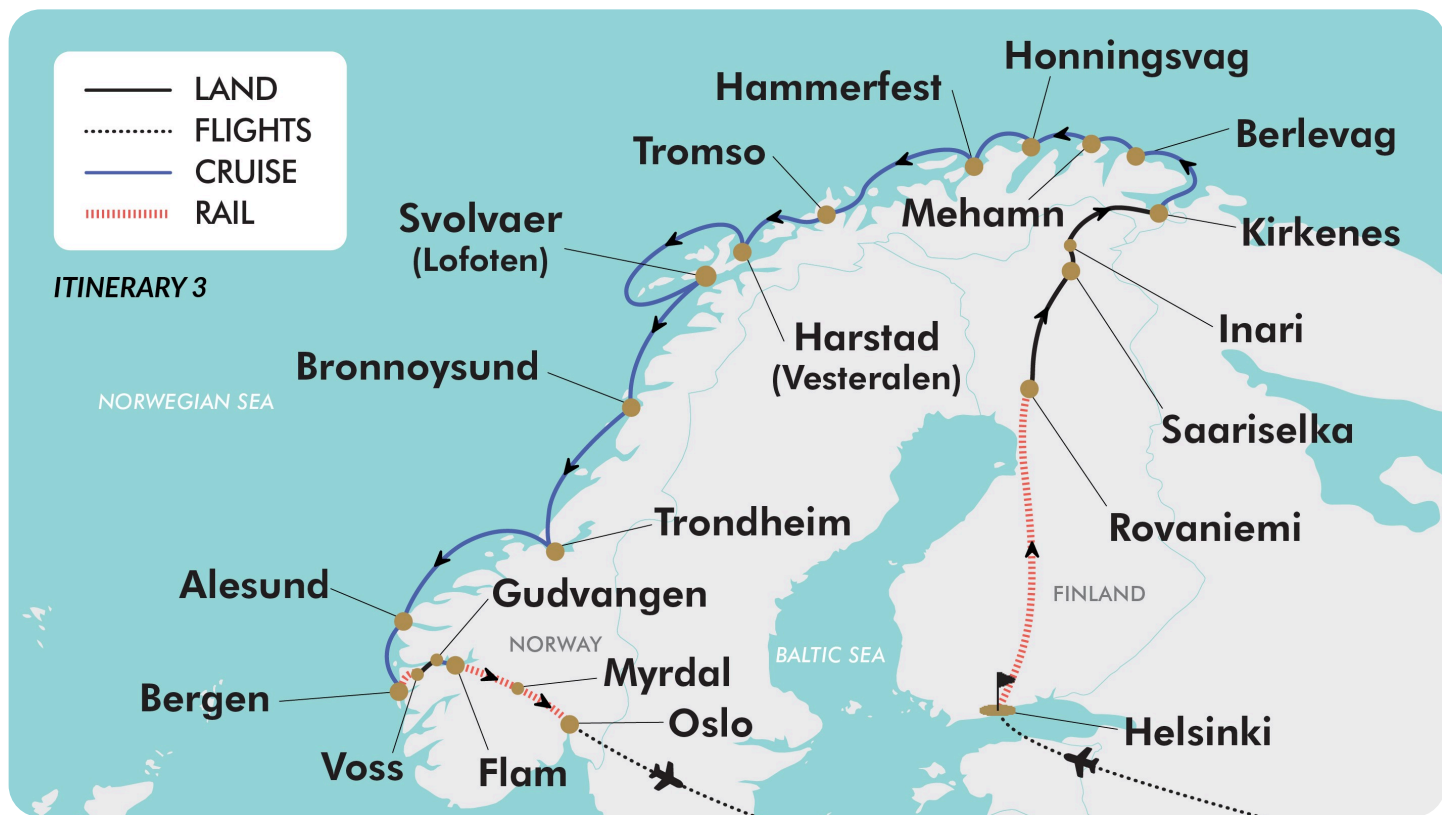 LAND
FLIGHTS
CRUISE
RAIL
ITINERARY 3
Honningsvag
Hammerfest
Berlevag
Tromso
Mehamn
Svolvaer
(Lofoten)
Kirkenes
Inari
Harstad
(Vesteralen)
Bronnoysund
NORWEGIAN SEA
Saariselka
Rovaniemi
Trondheim
Alesund
Gudvangen
FINLAND
NORWAY
BALTIC SEA
Myrdal
Bergen
Oslo
Helsinki
Voss
Flam